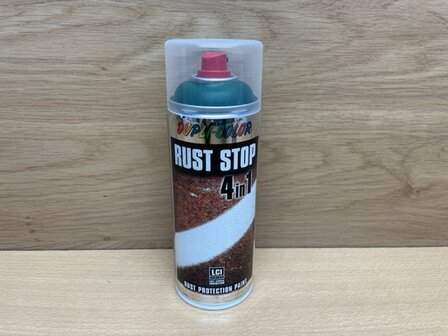 DUPLI-COLOR
RUST STOP
4in1
LCI
RUST PROTECTION PAINT